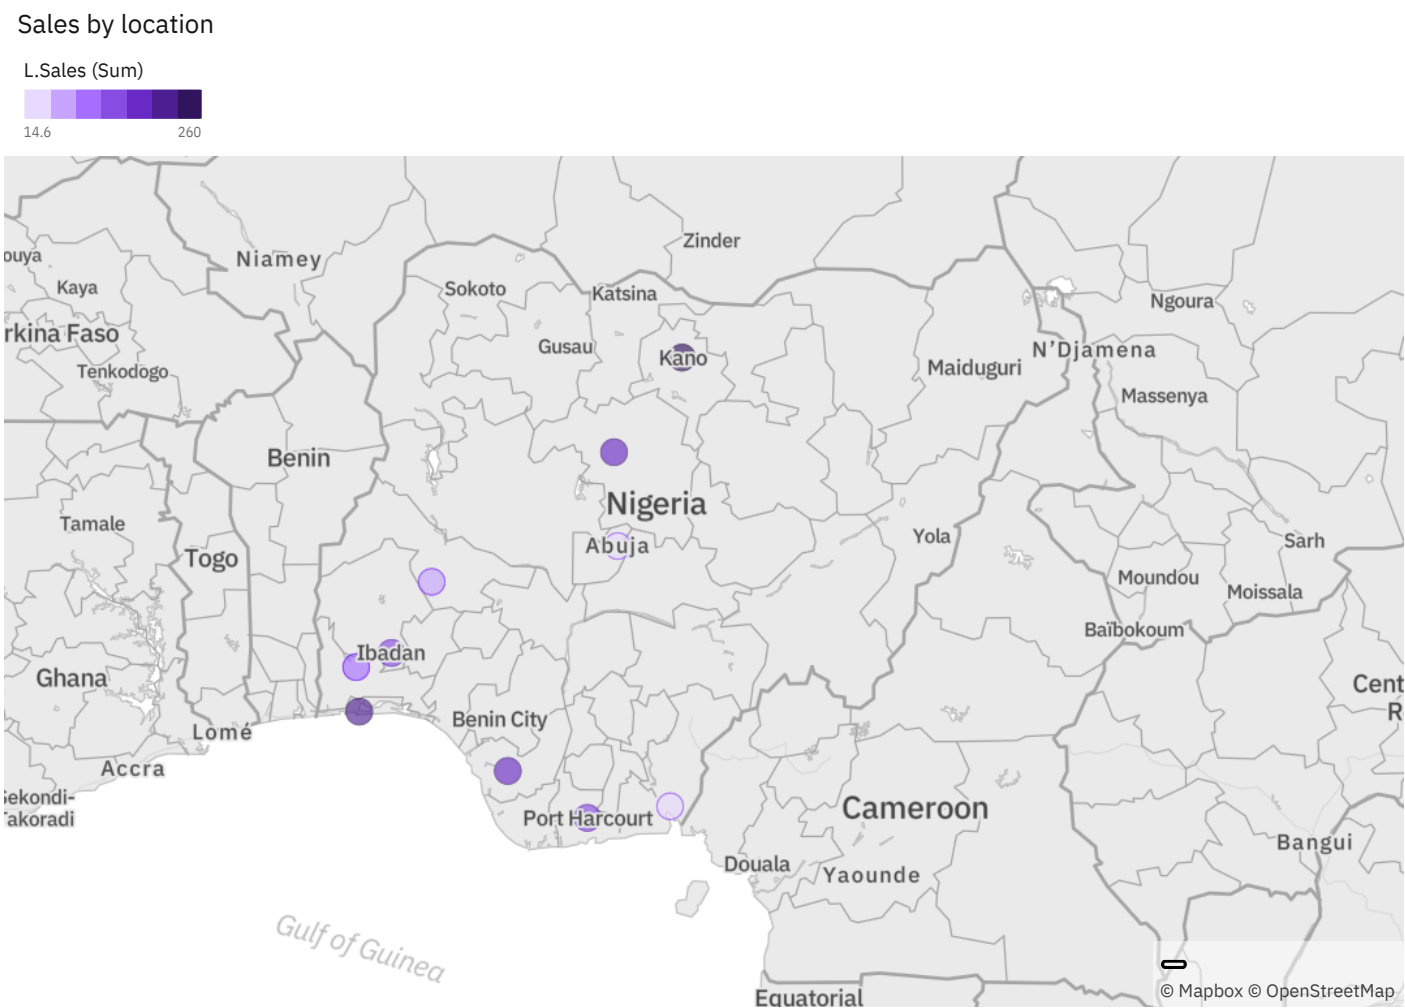 Sales by location
L.Sales (Sum)
14.6 260
Zinder
ouya
Niamey
Kaya
Sokoto
Katsina
Ngoura
rkina Faso
Gusau
Kano
N'Djamena
Maiduguri
Tenkodogo
Massenya
Benin
Nigeria
Tamale
Yola
Sarh
Togo
Abuja
Moundou
Moissala
Baïbokoum
Ibadan
Ghana
Cent
R
Benin City
Lomé
Accra
Sekondi-
Takoradi
Port Harcourt
Cameroon
Bangui
Douala
Yaounde
Gulf of Guinea
© Mapbox © OpenStreetMap
Equatorial